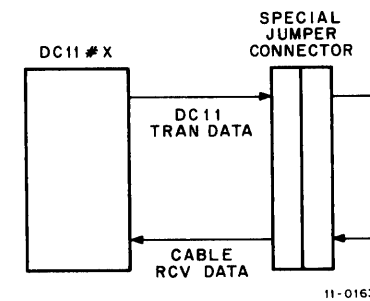 SPECIAL
JUMPER
CONNECTOR
DC11 # X
DC11
TRAN DATA
CABLE
RCV DATA